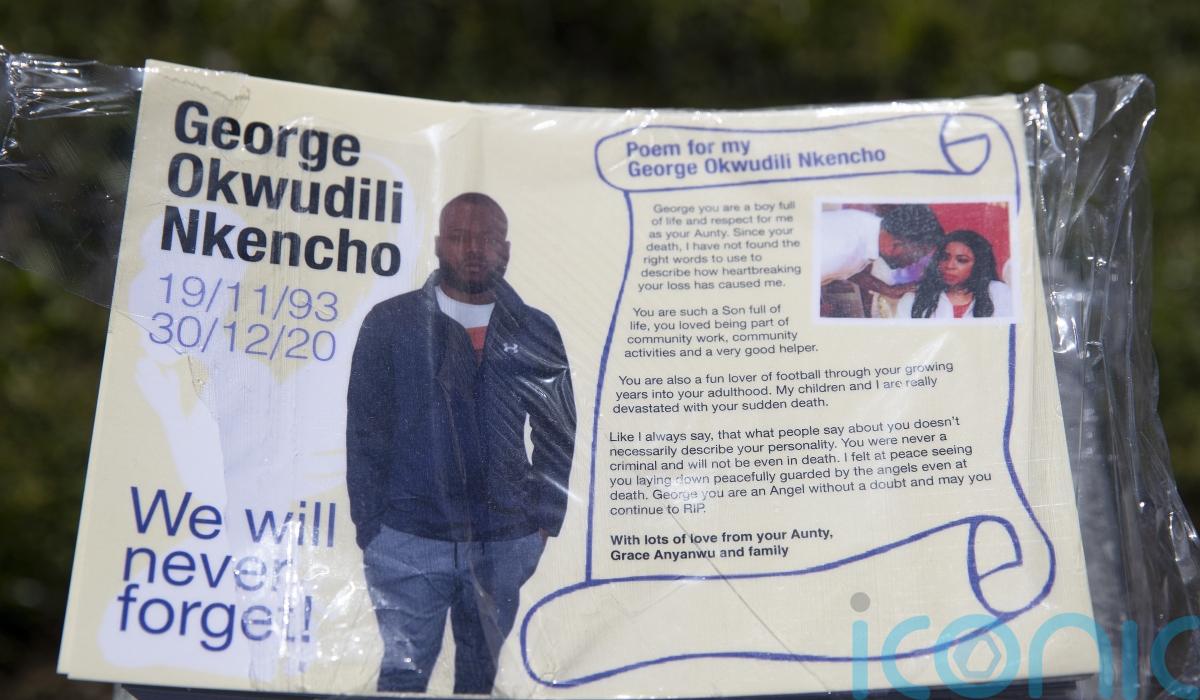 George
Okwudili
Nkencho
19/11/93
30/12/20
We will
never
forget!
Poem for my
George Okwudili Nkencho
George you are a boy full
of life and respect for me
as your Aunty. Since your
death, I have not found the
right words to use to
describe how heartbreaking
your loss has caused me.
You are such a Son full of
life, you loved being part of
community work, community
activities and a very good helper.
You are also a fun lover of football through your growing
years into your adulthood. My children and I are really
devastated with your sudden death.
Like I always say, that what people say about you doesn't
necessarily describe your personality. You were never a
criminal and will not be even in death. I felt at peace seeing
you laying down peacefully guarded by the angels even at
death. George you are an Angel without a doubt and may you
continue to RIP.
With lots of love from your Aunty,
Grace Anyanwu and family
iconic